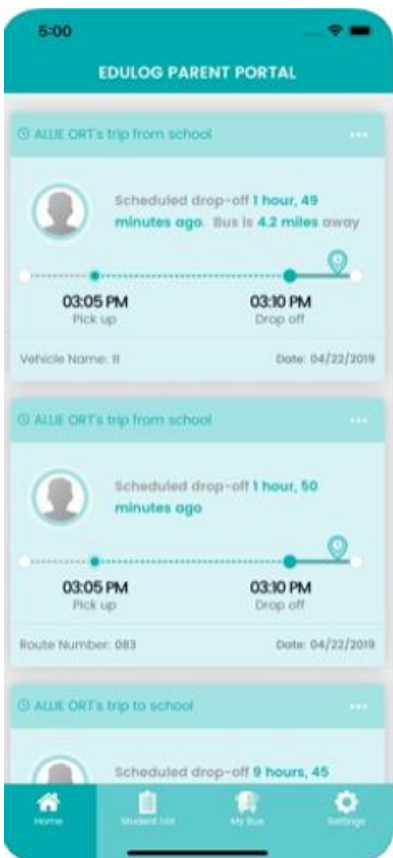 5:00
EDULOG PARENT PORTAL
ALLIE ORT's trip from school
Scheduled drop-off 1 hour, 49
minutes ago. Bus is 4.2 miles away
03:05 PM 03:10 PM
Pick up Drop off
Vehicle Name: 11 Date: 04/22/2019
ALLIE ORT's trip from school
Scheduled drop-off 1 hour, 50
minutes ago
03:05 PM 03:10 PM
Pick up Drop off
Route Number: 083 Date: 04/22/2019
ALLIE ORT's trip to school
Scheduled drop-off 9 hours, 45
Home Student List My Bus Settings